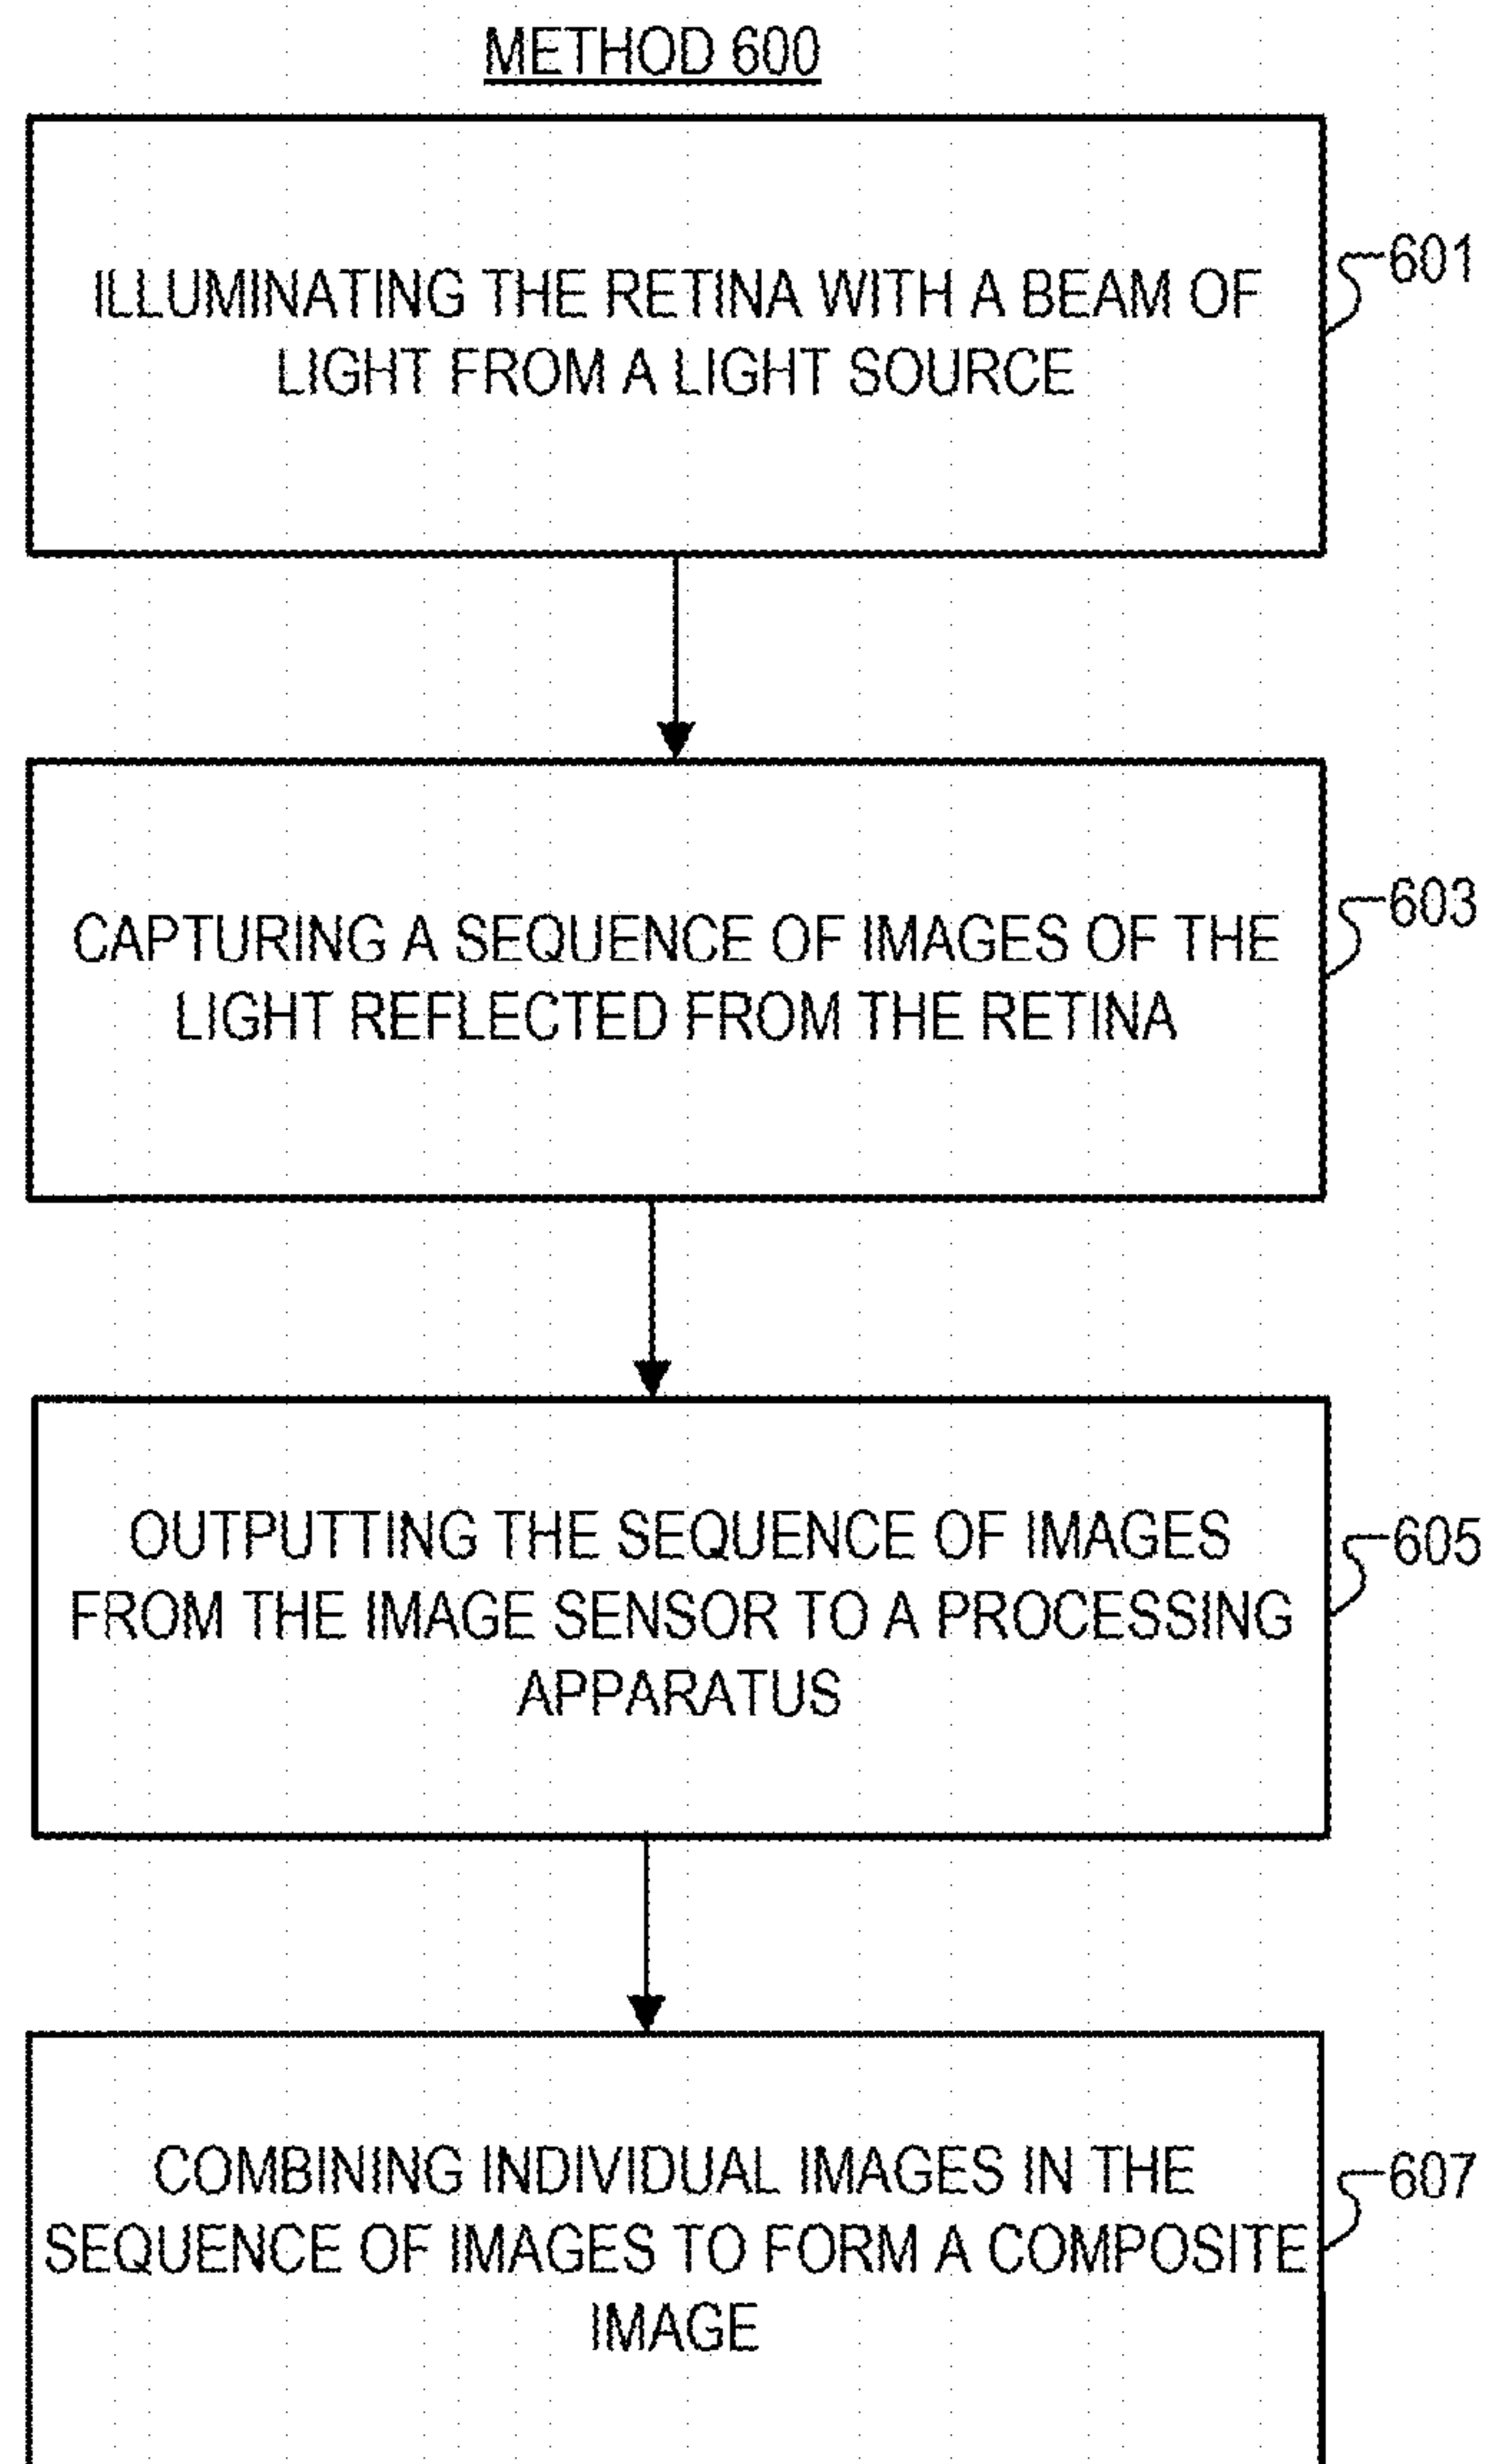 METHOD 600
ILLUMINATING THE RETINA WITH A BEAM OF
LIGHT FROM A LIGHT SOURCE
601
CAPTURING A SEQUENCE OF IMAGES OF THE
LIGHT REFLECTED FROM THE RETINA
603
OUTPUTTING THE SEQUENCE OF IMAGES
FROM THE IMAGE SENSOR TO A PROCESSING
APPARATUS
605
COMBINING INDIVIDUAL IMAGES IN THE
SEQUENCE OF IMAGES TO FORM A COMPOSITE
IMAGE
607